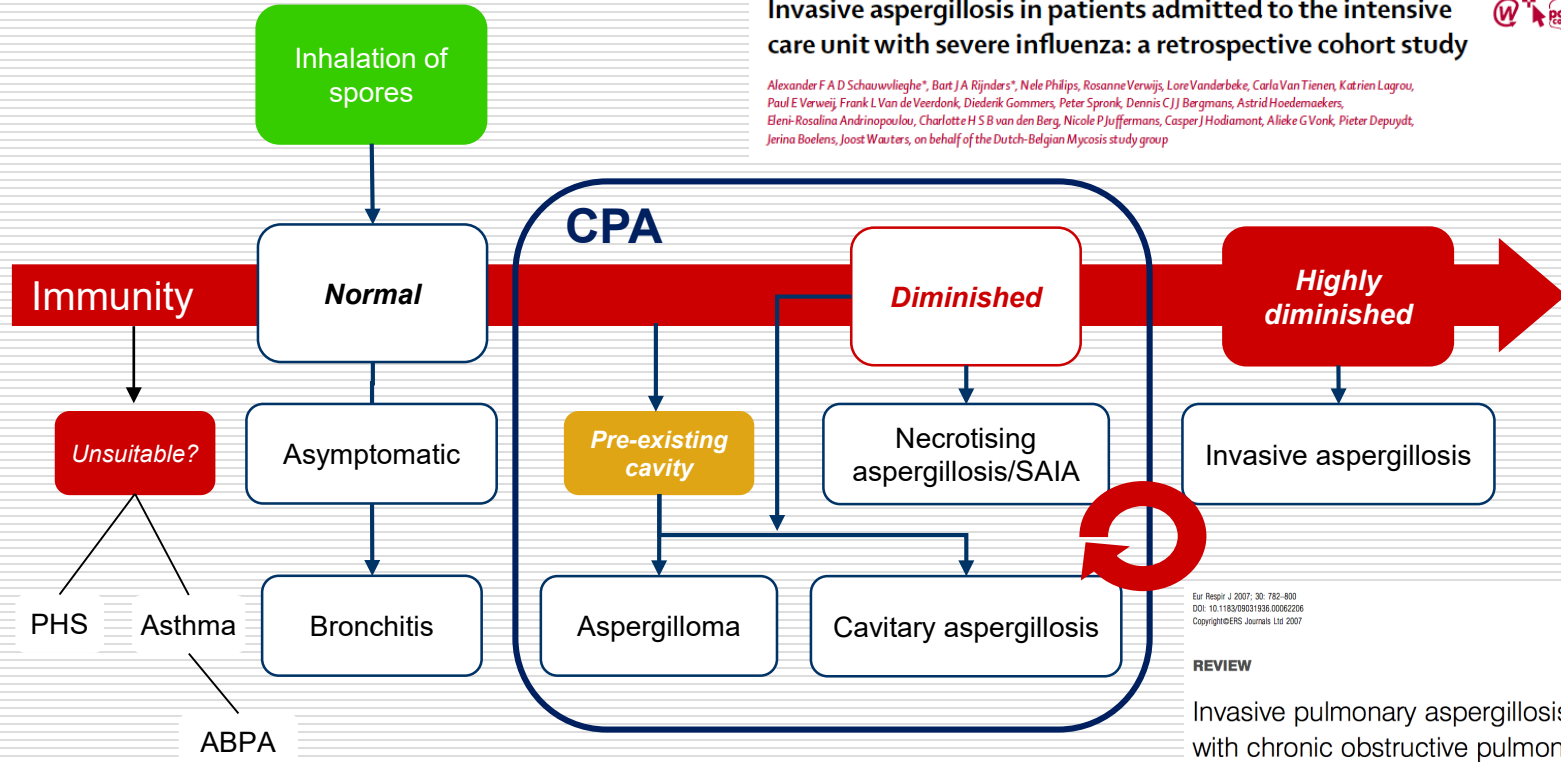 Invasive aspergillosis in patients admitted to the intensive
care unit with severe influenza: a retrospective cohort study
Alexander F A D Schauwvlieghe*, Bart J A Rijnders*, Nele Philips, Rosanne Verwijs, Lore Vanderbeke, Carla Van Tienen, Katrien Lagrou,
Paul E Verweij, Frank L Van de Veerdonk, Diederik Gommers, Peter Spronk, Dennis C J J Bergmans, Astrid Hoedemaekers,
Eleni-Rosalina Andrinopoulou, Charlotte H S B van den Berg, Nicole P Juffermans, Casper J Hodiamont, Alieke G Vonk, Pieter Depuydt,
Jerina Boelens, Joost Wauters, on behalf of the Dutch-Belgian Mycosis study group
Inhalation of
spores
CPA
Immunity
Normal
Diminished
Highly
diminished
Unsuitable?
Asymptomatic
Pre-existing
cavity
Necrotising
aspergillosis/SAIA
Invasive aspergillosis
PHS
Asthma
Bronchitis
Aspergilloma
Cavitary aspergillosis
ABPA
Eur Respir J 2007; 30: 782–800
DOI: 10.1183/09031936.00062206
Copyright©ERS Journals Ltd 2007
REVIEW
Invasive pulmonary aspergillosis
with chronic obstructive pulmon